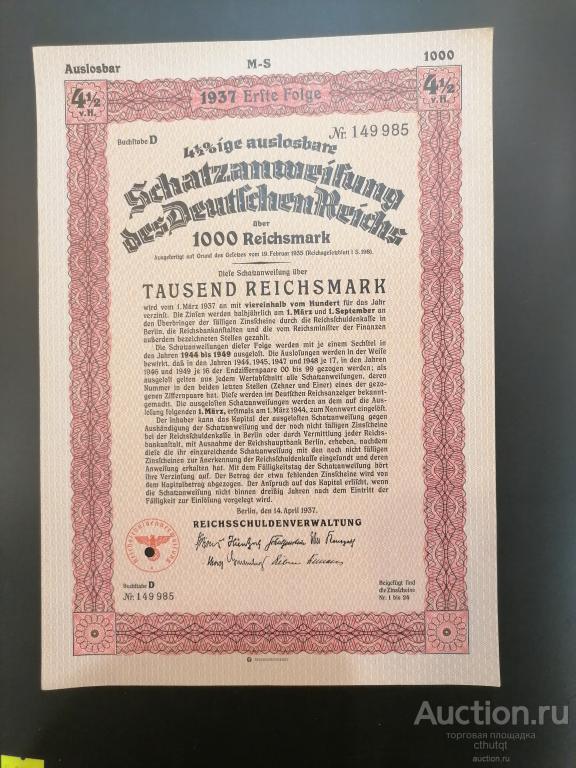 Auslosbar
M-S
1000
4½
v.H.
1937 Erste Folge
4½
v.H.
Buchstabe D
Nr. 149 985
4½%ige auslosbare
Schatzanweisung
des Deutschen Reichs
über
1000 Reichsmark
Ausgefertigt auf Grund des Gesetzes vom 19. Februar 1935 (Reichsgesetzblatt I S. 198).
Diese Schatzanweisung über
TAUSEND REICHSMARK
wird vom 1. März 1937 an mit viereinhalb vom Hundert für das Jahr
verzinst. Die Zinsen werden halbjährlich am 1. März und 1. September an
den Überbringer der fälligen Zinsscheine durch die Reichsschuldenkasse in
Berlin, die Reichsbankanstalten und die vom Reichsminister der Finanzen
außerdem bezeichneten Stellen gezahlt.
Die Schatzanweisungen dieser Folge werden mit je einem Sechstel in
den Jahren 1944 bis 1949 ausgelost. Die Auslosungen werden in der Weise
bewirkt, daß in den Jahren 1944, 1945, 1947 und 1948 je 17, in den Jahren
1946 und 1949 je 16 der Endziffernpaare 00 bis 99 gezogen werden; als
ausgelost gelten aus jedem Wertabschnitt alle Schatzanweisungen, deren
Nummer in den beiden letzten Stellen (Zehner und Einer) eines der gezo-
genen Ziffernpaare hat. Diese werden im Deutschen Reichsanzeiger bekannt-
gemacht. Die ausgelosten Schatzanweisungen werden an dem auf die Aus-
losung folgenden 1. März, erstmals am 1. März 1944, zum Nennwert eingelöst.
Der Inhaber kann das Kapital der ausgelosten Schatzanweisung gegen
Aushändigung der Schatzanweisung und der noch nicht fälligen Zinsscheine
bei der Reichsschuldenkasse in Berlin oder durch Vermittlung jeder Reichs-
bankanstalt, mit Ausnahme der Reichshauptbank Berlin, erheben, nachdem
diese die ihr einzureichende Schatzanweisung mit den noch nicht fälligen
Zinsscheinen zur Anerkennung der Reichsschuldenkasse eingesandt und deren
Anweisung erhalten hat. Mit dem Fälligkeitstag der Schatzanweisung hört
ihre Verzinsung auf. Der Betrag der etwa fehlenden Zinsscheine wird von
dem Kapitalbetrag abgezogen. Der Anspruch auf das Kapital erlischt, wenn
die Schatzanweisung nicht binnen dreißig Jahren nach dem Eintritt der
Fälligkeit zur Einlösung vorgelegt wird.
Berlin, den 14. April 1937.
REICHSSCHULDENVERWALTUNG
Reichsschuldenverwaltung
Buchstabe D
Nr. 149 985
Beigefügt sind
die Zinsscheine
Nr. 1 bis 24
Auction.ru
торговая площадка
cthutqt
auction.ru